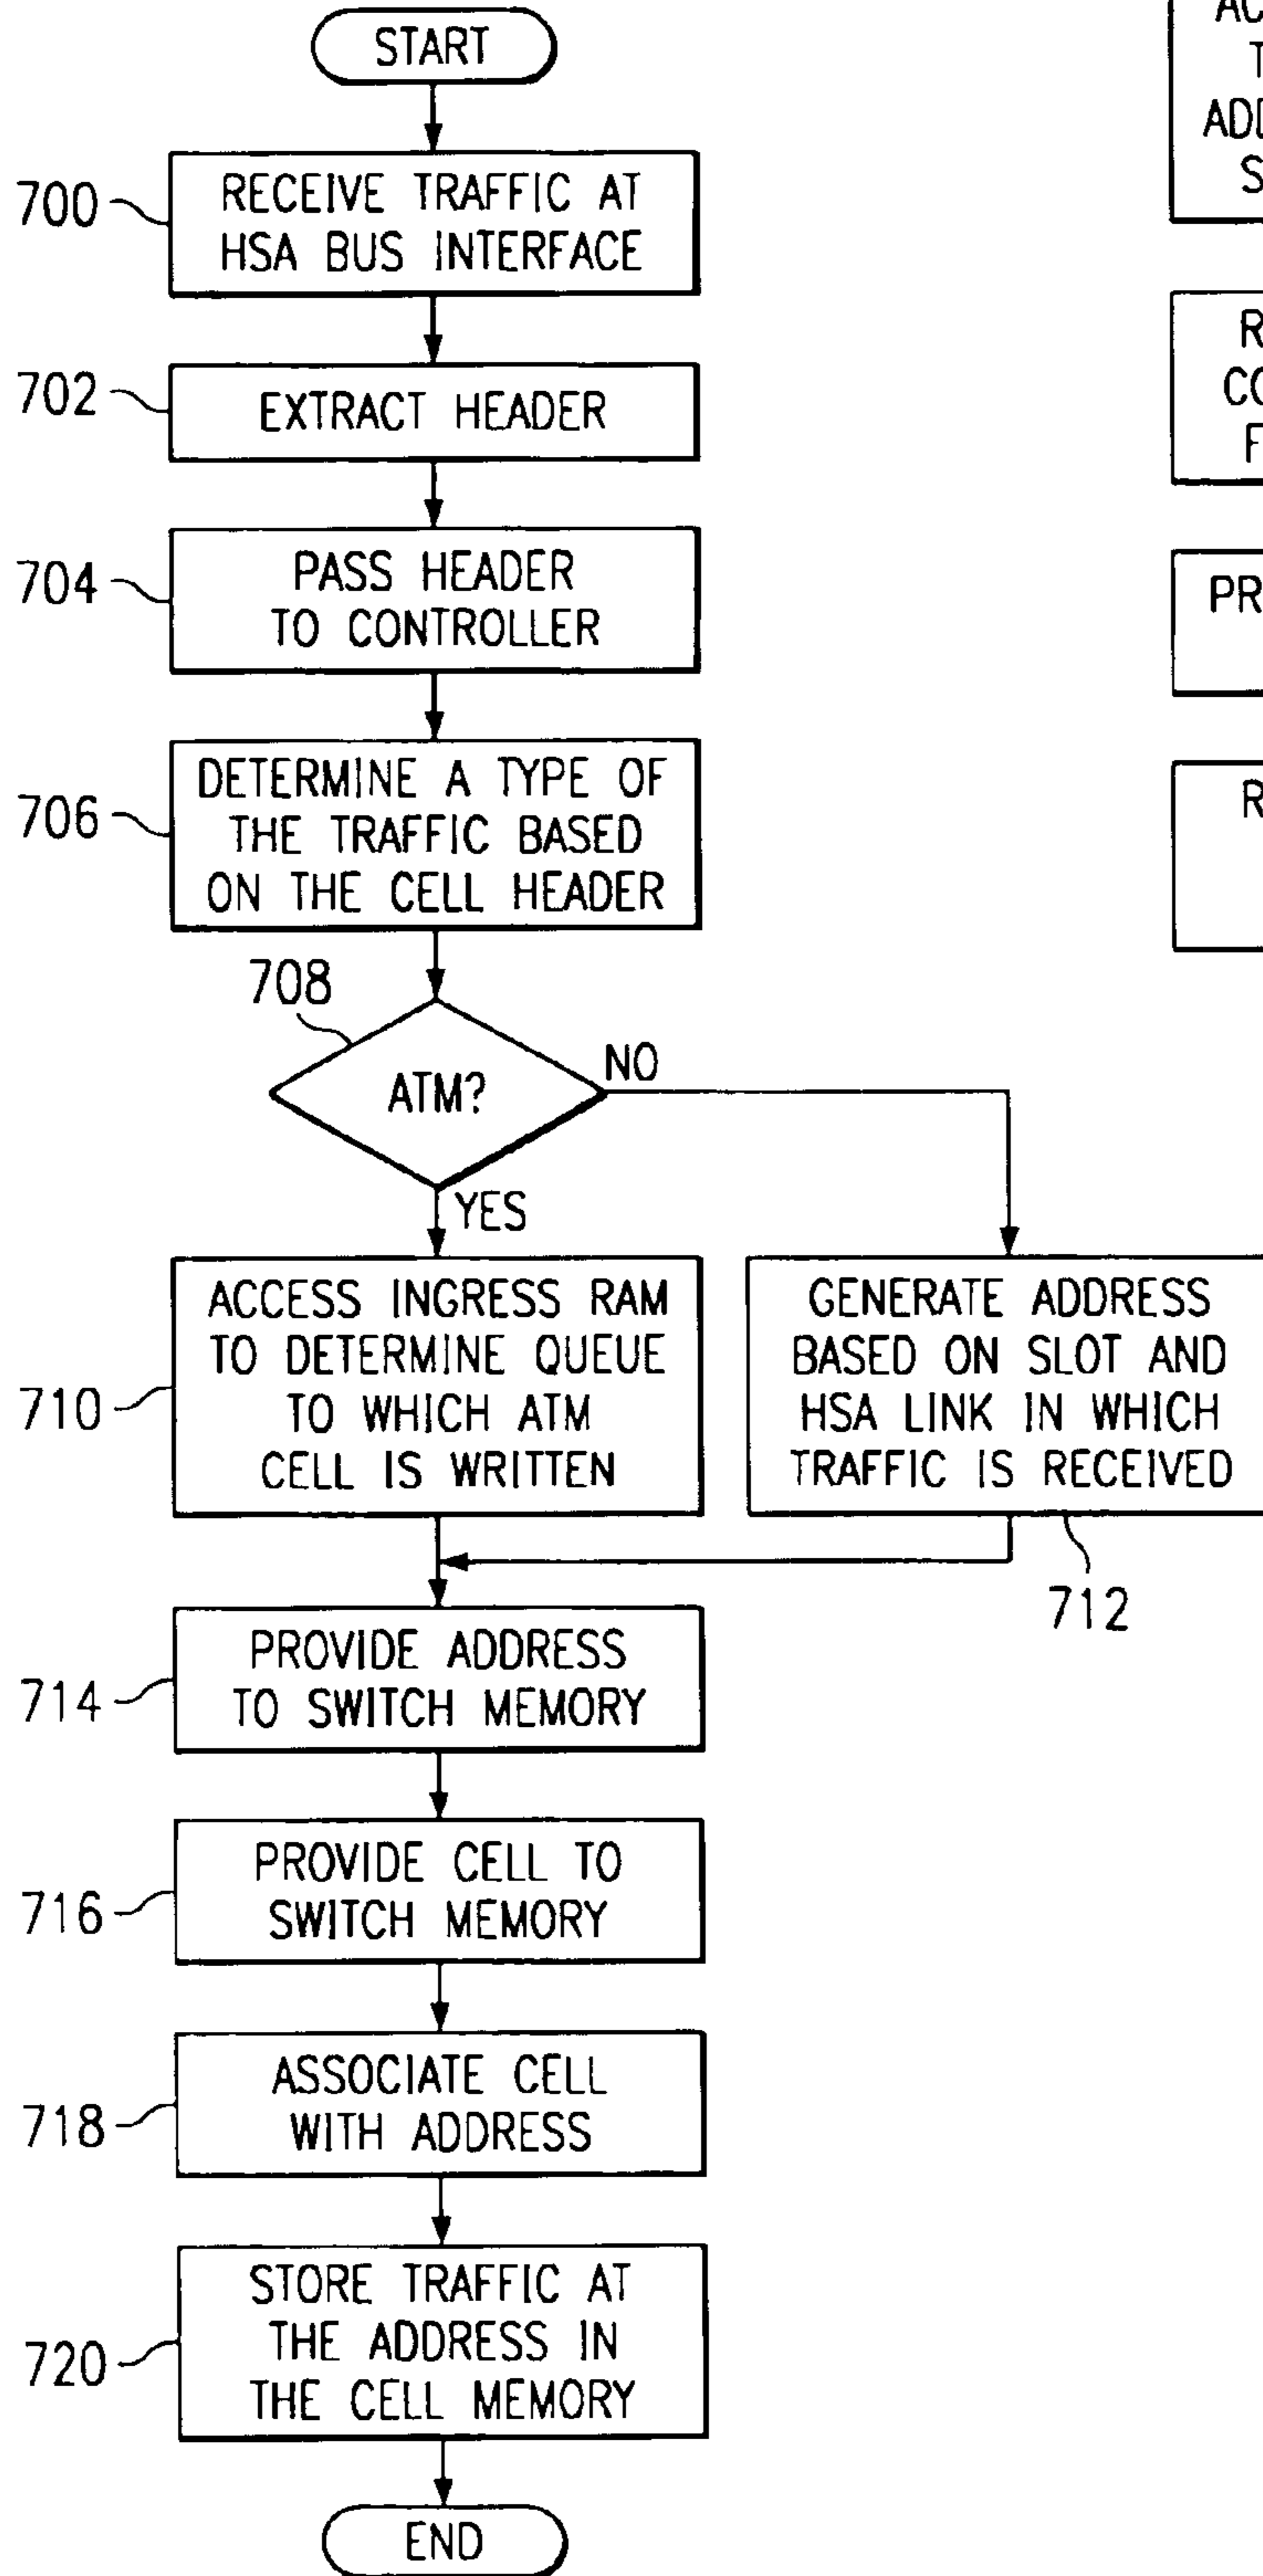 START
700
RECEIVE TRAFFIC AT
HSA BUS INTERFACE
702
EXTRACT HEADER
704
PASS HEADER
TO CONTROLLER
706
DETERMINE A TYPE OF
THE TRAFFIC BASED
ON THE CELL HEADER
708
ATM?
NO
YES
710
ACCESS INGRESS RAM
TO DETERMINE QUEUE
TO WHICH ATM
CELL IS WRITTEN
GENERATE ADDRESS
BASED ON SLOT AND
HSA LINK IN WHICH
TRAFFIC IS RECEIVED
712
714
PROVIDE ADDRESS
TO SWITCH MEMORY
716
PROVIDE CELL TO
SWITCH MEMORY
718
ASSOCIATE CELL
WITH ADDRESS
720
STORE TRAFFIC AT
THE ADDRESS IN
THE CELL MEMORY
END